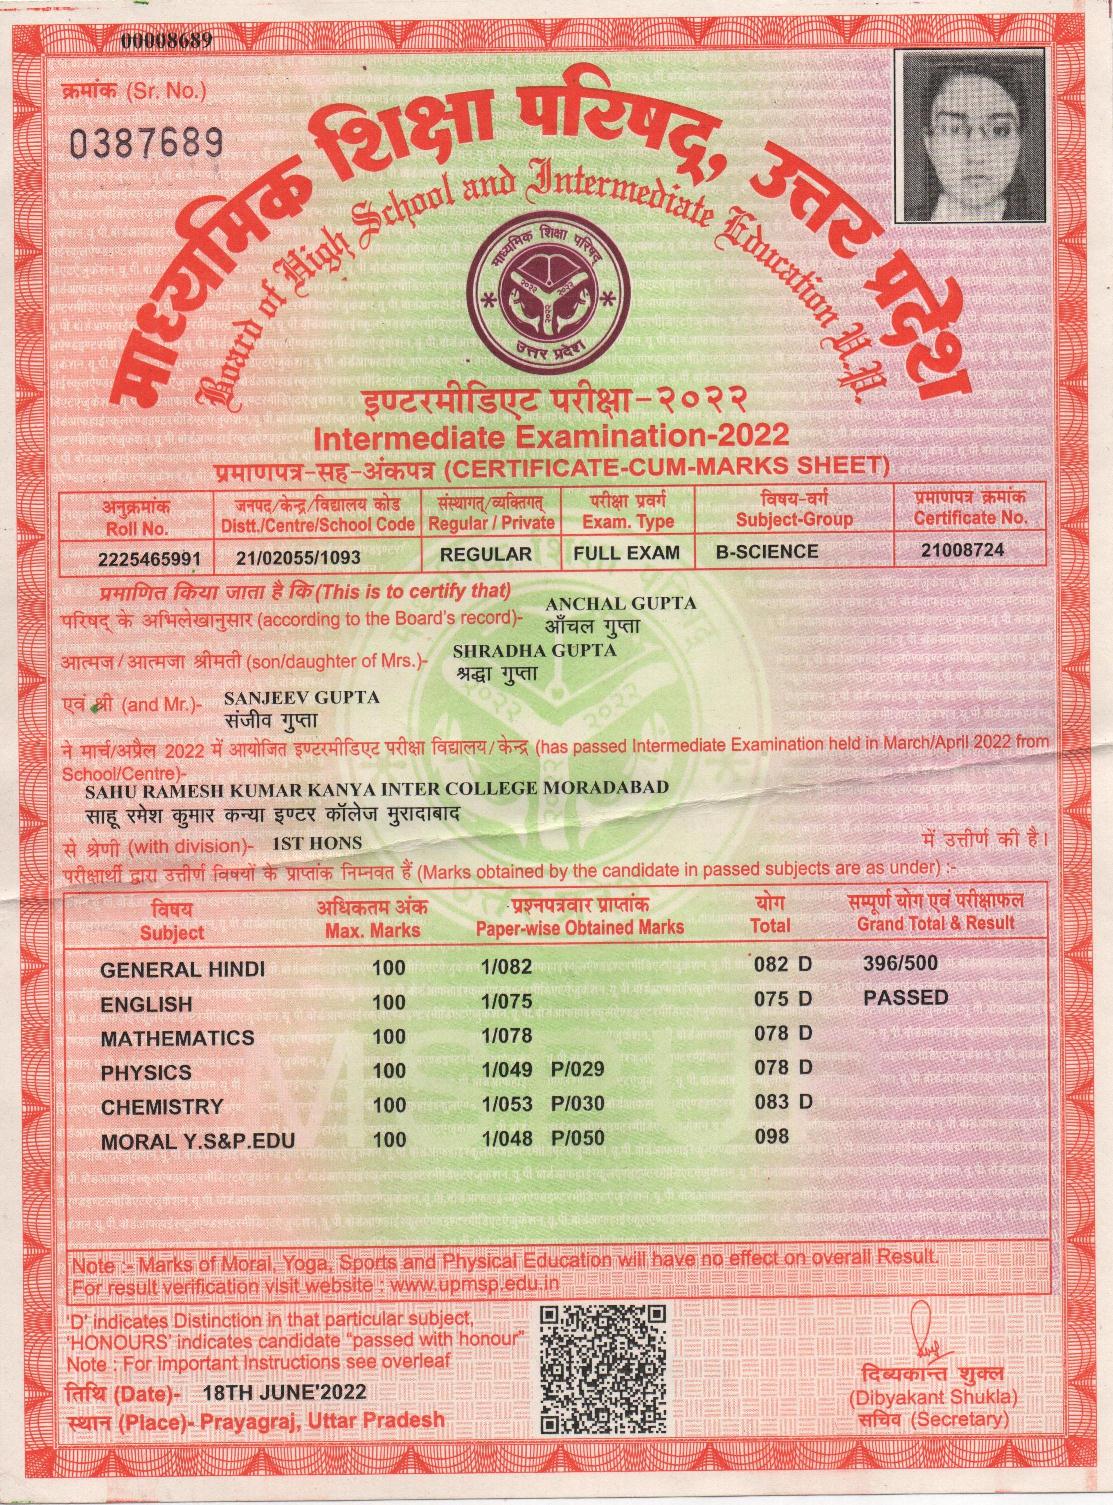 00008689
क्रमांक (Sr. No.)
0387689
माध्यमिक शिक्षा परिषद्, उत्तर प्रदेश
Board of High School and Intermediate Education U.P.
माध्यमिक शिक्षा परिषद
२०२२ २०२२
२०२२
उत्तर प्रदेश
इण्टरमीडिएट परीक्षा-२०२२
Intermediate Examination-2022
प्रमाणपत्र-सह-अंकपत्र (CERTIFICATE-CUM-MARKS SHEET)
अनुक्रमांक जनपद/केन्द्र/विद्यालय कोड संस्थागत्/व्यक्तिगत् परीक्षा प्रवर्ग विषय-वर्ग प्रमाणपत्र क्रमांक
Roll No. Distt./Centre/School Code Regular / Private Exam. Type Subject-Group Certificate No.
2225465991 21/02055/1093 REGULAR FULL EXAM B-SCIENCE 21008724
प्रमाणित किया जाता है कि (This is to certify that)
ANCHAL GUPTA
परिषद् के अभिलेखानुसार (according to the Board's record)- आँचल गुप्ता
SHRADHA GUPTA
आत्मज/आत्मजा श्रीमती (son/daughter of Mrs.)- श्रद्धा गुप्ता
एवं श्री (and Mr.)- SANJEEV GUPTA
संजीव गुप्ता
ने मार्च/अप्रैल 2022 में आयोजित इण्टरमीडिएट परीक्षा विद्यालय/केन्द्र (has passed Intermediate Examination held in March/April 2022 from
School/Centre)-
SAHU RAMESH KUMAR KANYA INTER COLLEGE MORADABAD
साहू रमेश कुमार कन्या इण्टर कॉलेज मुरादाबाद
से श्रेणी (with division)- 1ST HONS में उत्तीर्ण की है।
परीक्षार्थी द्वारा उत्तीर्ण विषयों के प्राप्तांक निम्नवत हैं (Marks obtained by the candidate in passed subjects are as under) :-
विषय अधिकतम अंक प्रश्नपत्रवार प्राप्तांक योग सम्पूर्ण योग एवं परीक्षाफल
Subject Max. Marks Paper-wise Obtained Marks Total Grand Total & Result
GENERAL HINDI 100 1/082 082 D 396/500
ENGLISH 100 1/075 075 D PASSED
MATHEMATICS 100 1/078 078 D
PHYSICS 100 1/049 P/029 078 D
CHEMISTRY 100 1/053 P/030 083 D
MORAL Y.S&P.EDU 100 1/048 P/050 098
Note :- Marks of Moral, Yoga, Sports and Physical Education will have no effect on overall Result.
For result verification visit website : www.upmsp.edu.in
'D' indicates Distinction in that particular subject,
'HONOURS' indicates candidate "passed with honour"
Note : For Important Instructions see overleaf
तिथि (Date)- 18TH JUNE'2022
स्थान (Place)- Prayagraj, Uttar Pradesh
दिव्यकान्त शुक्ल
(Dibyakant Shukla)
सचिव (Secretary)